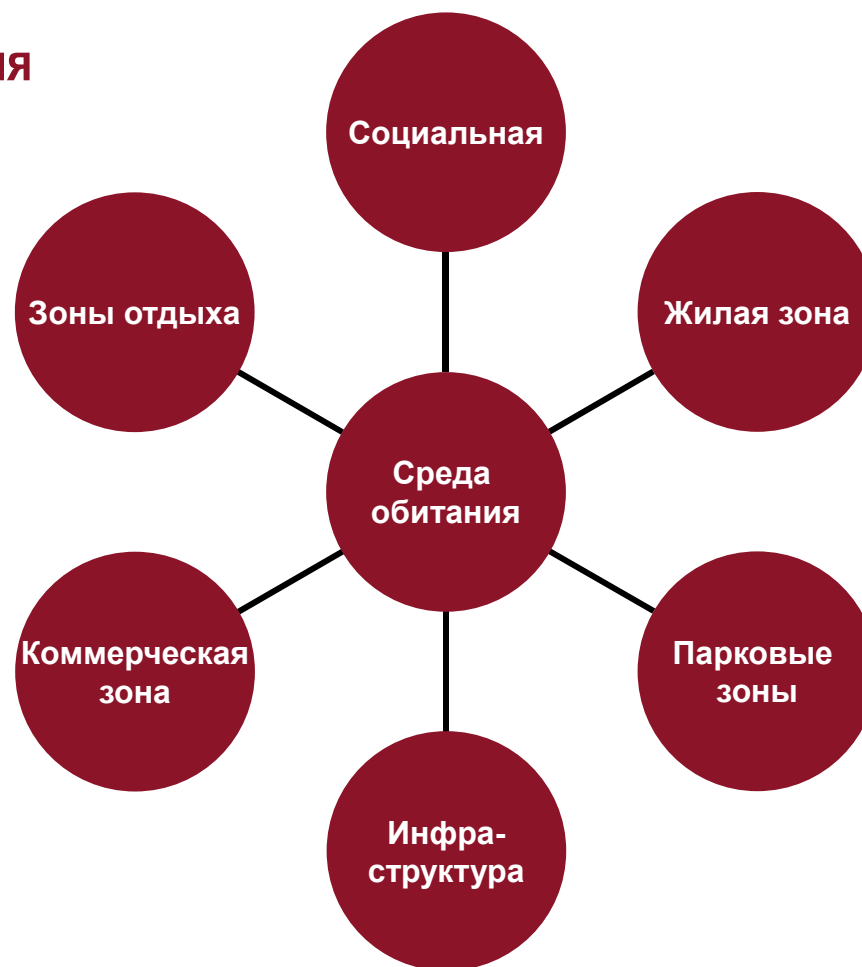 Социальная
Зоны отдыха
Жилая зона
Среда
обитания
Коммерческая
зона
Парковые
зоны
Инфра-
структура